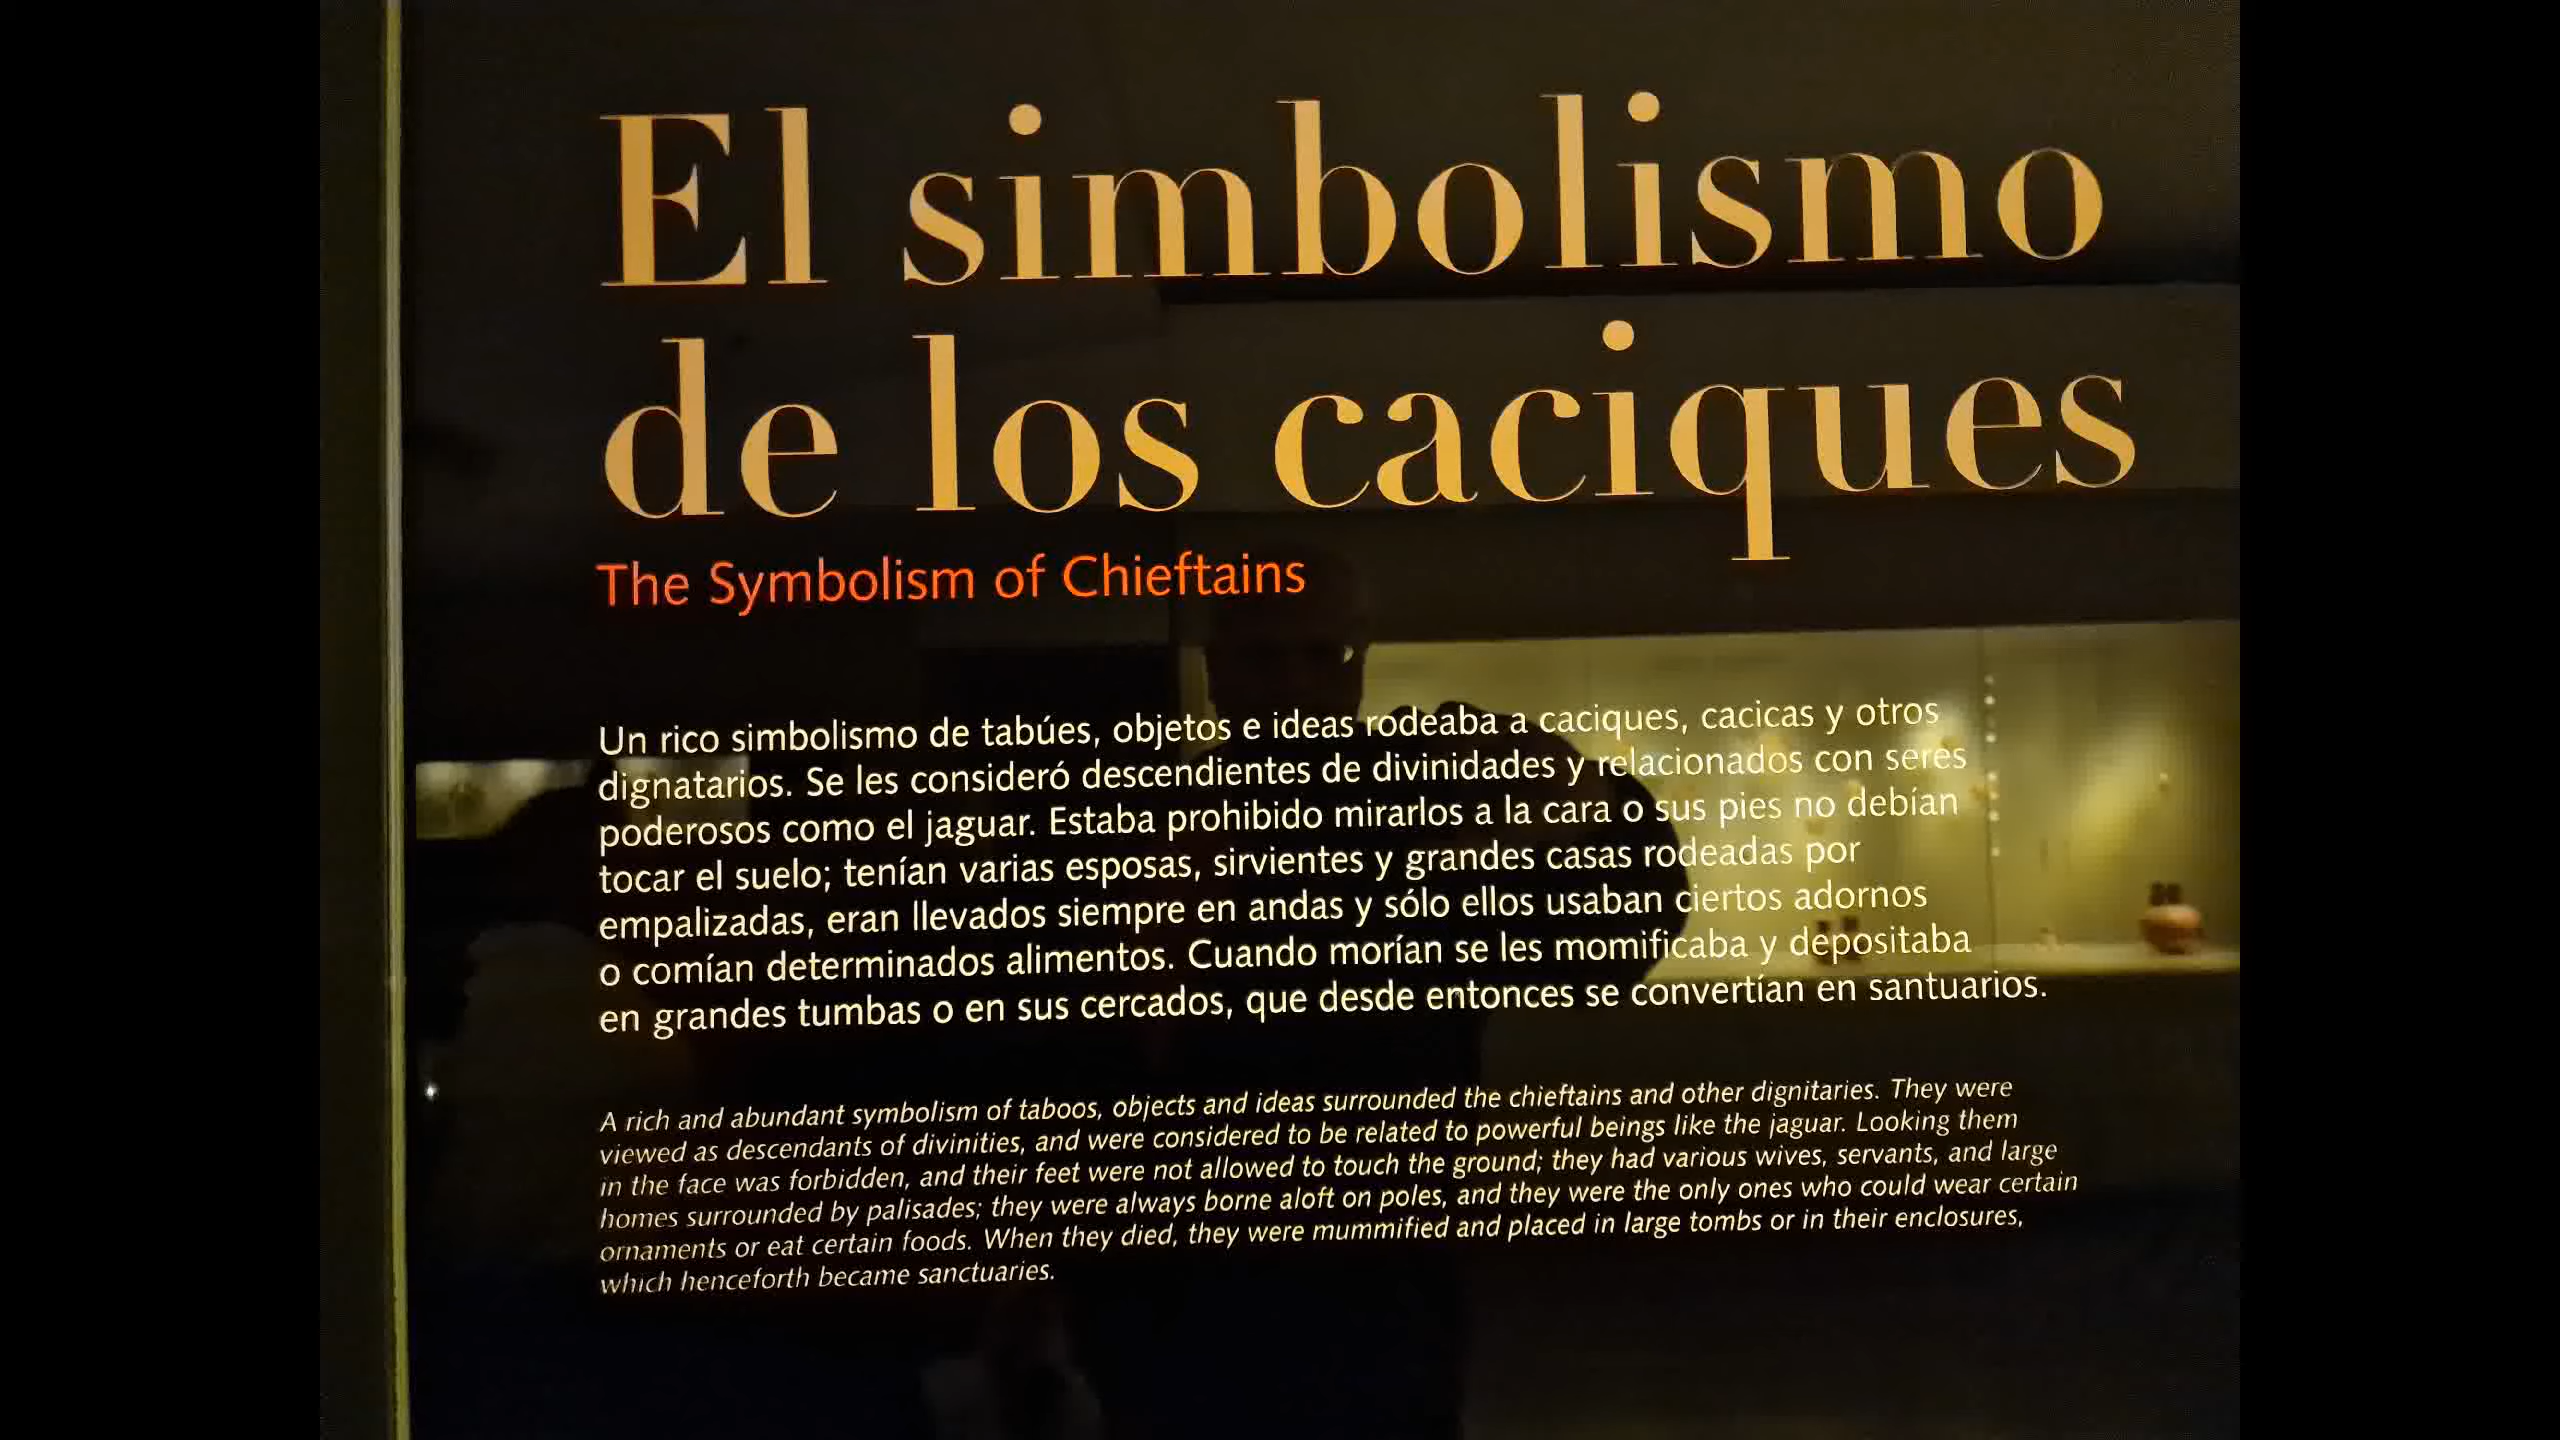 El simbolismo
de los caciques
The Symbolism of Chieftains
Un rico simbolismo de tabúes, objetos e ideas rodeaba a caciques, cacicas y otros
dignatarios. Se les consideró descendientes de divinidades y relacionados con seres
poderosos como el jaguar. Estaba prohibido mirarlos a la cara o sus pies no debían
tocar el suelo; tenían varias esposas, sirvientes y grandes casas rodeadas por
empalizadas, eran llevados siempre en andas y sólo ellos usaban ciertos adornos
o comían determinados alimentos. Cuando morían se les momificaba y depositaba
en grandes tumbas o en sus cercados, que desde entonces se convertían en santuarios.
A rich and abundant symbolism of taboos, objects and ideas surrounded the chieftains and other dignitaries. They were
viewed as descendants of divinities, and were considered to be related to powerful beings like the jaguar. Looking them
in the face was forbidden, and their feet were not allowed to touch the ground; they had various wives, servants, and large
homes surrounded by palisades; they were always borne aloft on poles, and they were the only ones who could wear certain
ornaments or eat certain foods. When they died, they were mummified and placed in large tombs or in their enclosures,
which henceforth became sanctuaries.